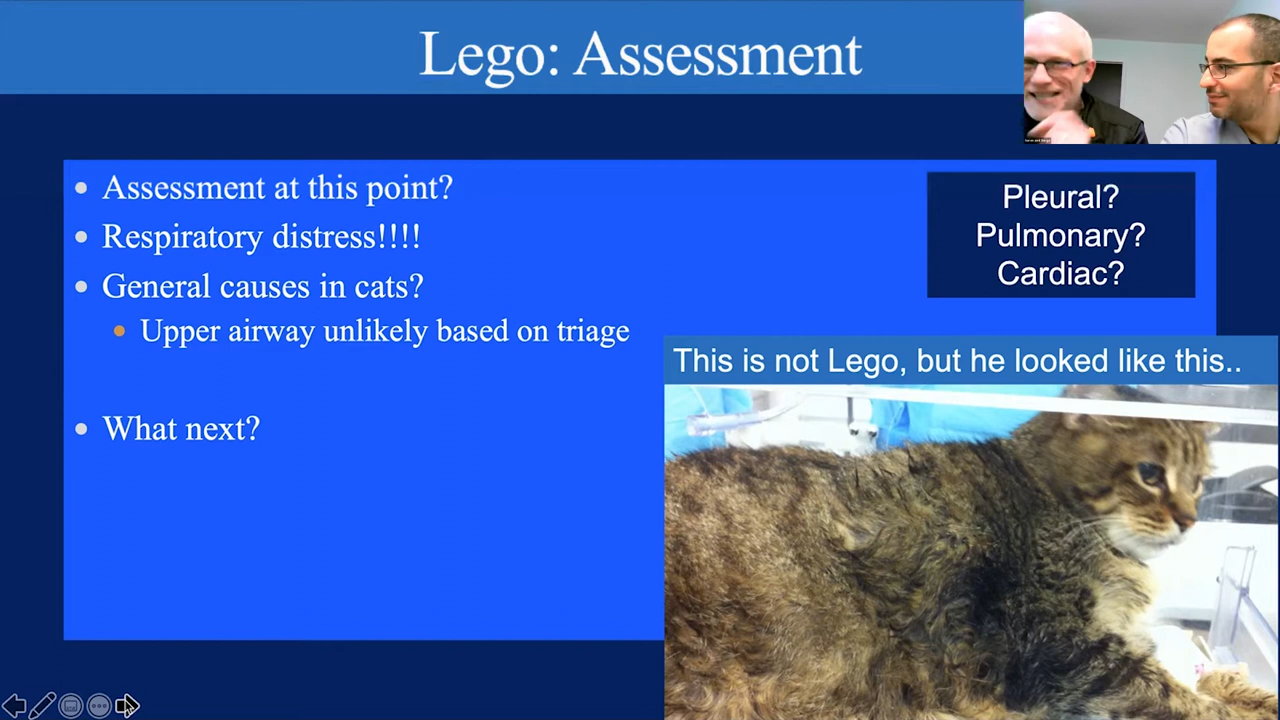 Lego: Assessment
Assessment at this point?
Respiratory distress!!!!
General causes in cats?
Upper airway unlikely based on triage
What next?
Pleural?
Pulmonary?
Cardiac?
This is not Lego, but he looked like this..